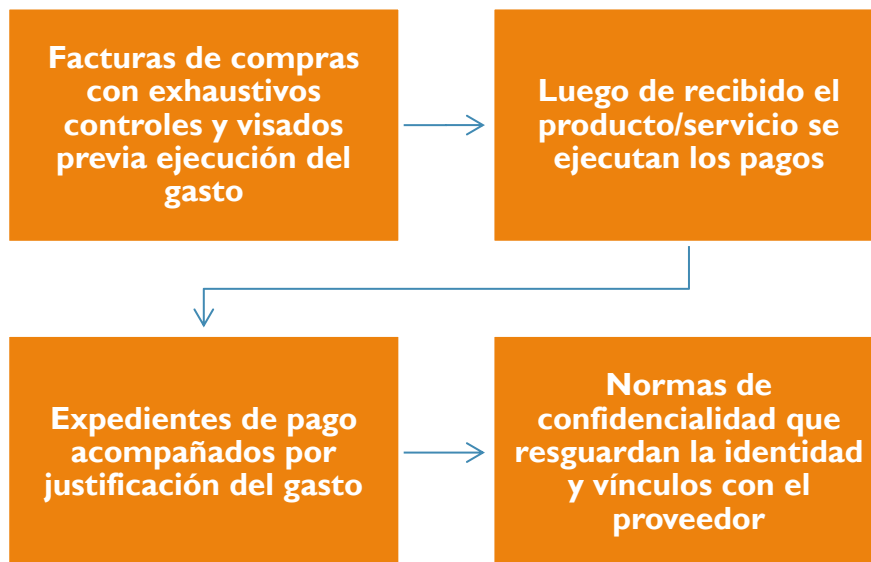 Facturas de compras
con exhaustivos
controles y visados
previa ejecución del
gasto
Luego de recibido el
producto/servicio se
ejecutan los pagos
Expedientes de pago
acompañados por
justificación del gasto
Normas de
confidencialidad que
resguardan la identidad
y vínculos con el
proveedor